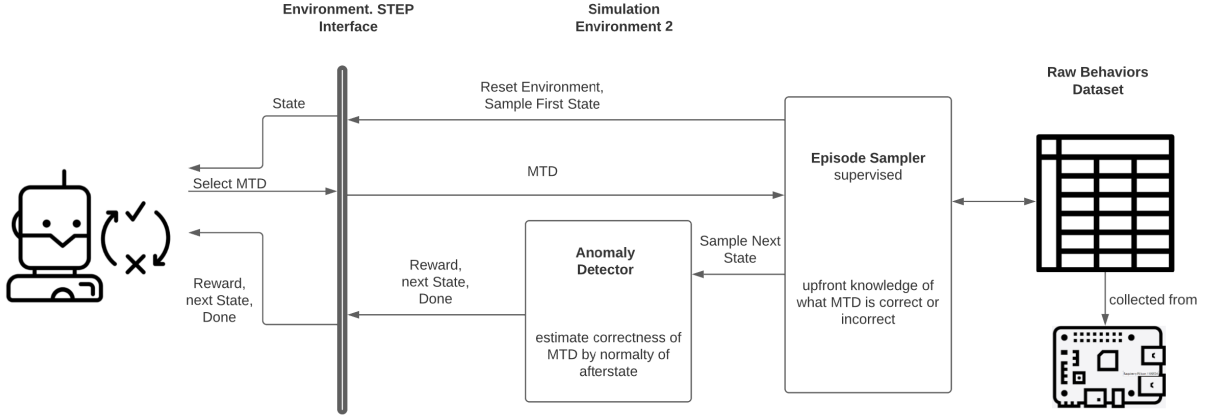 Environment. STEP
Interface
Simulation
Environment 2
Raw Behaviors
Dataset
Reset Environment,
Sample First State
State
Episode Sampler
supervised
MTD
Select MTD
Anomaly
Detector
Sample Next
State
Reward,
next State,
Done
Reward,
next State,
Done
upfront knowledge of
what MTD is correct or
incorrect
collected from
estimate correctness of
MTD by normalty of
afterstate